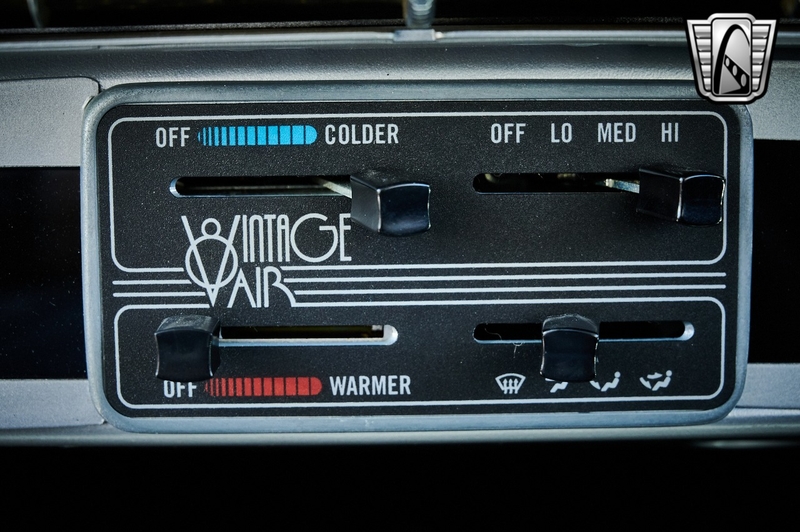 OFF COLDER
OFF LO MED HI
VINTAGE
AIR
OFF WARMER